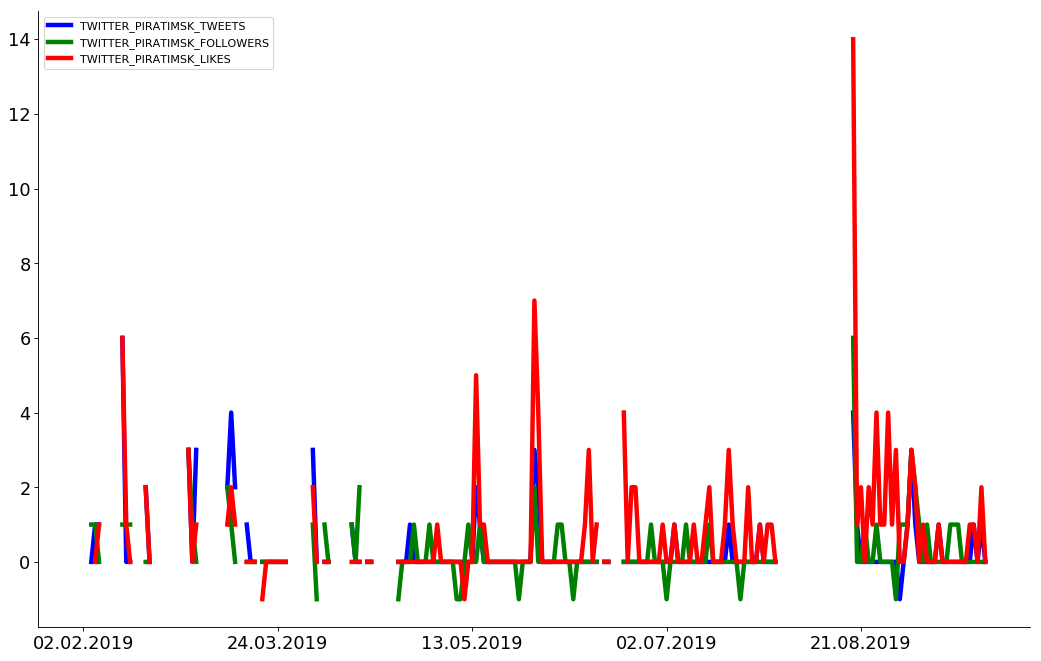 TWITTER_PIRATIMSK_TWEETS
TWITTER_PIRATIMSK_FOLLOWERS
TWITTER_PIRATIMSK_LIKES
14
12
10
8
6
4
2
0
02.02.2019 24.03.2019 13.05.2019 02.07.2019 21.08.2019